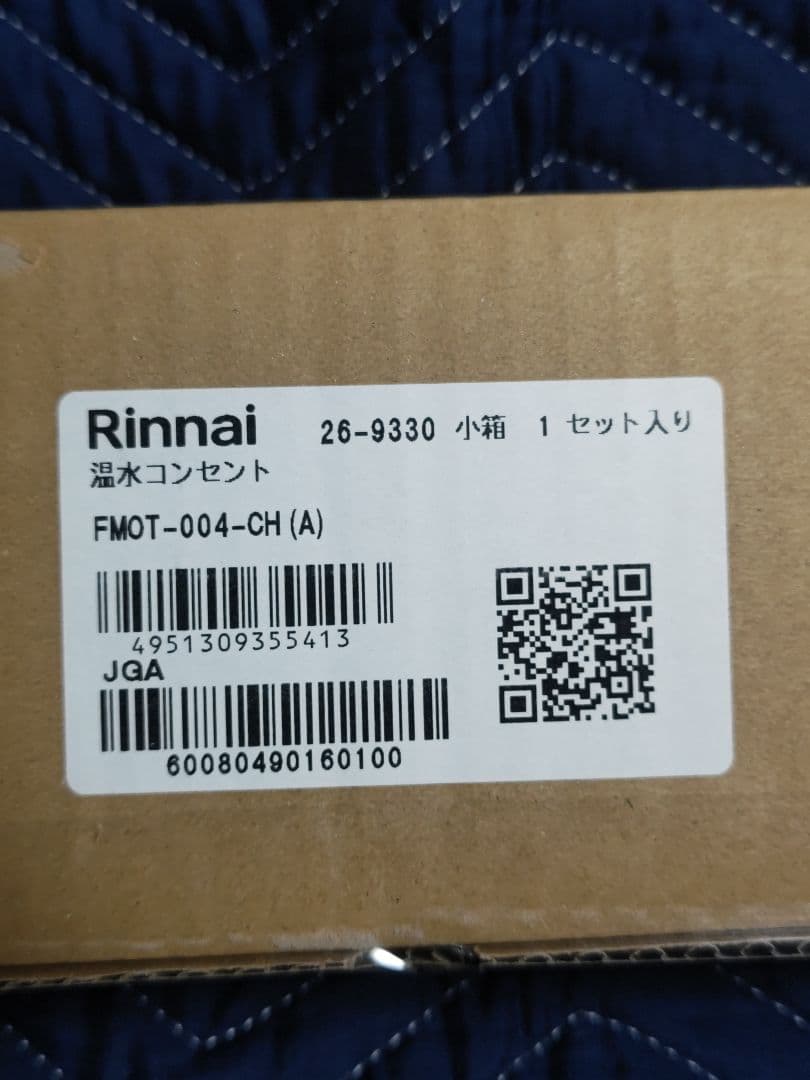 Rinnai 26-9330 小箱 1 セット入り
温水コンセント
FMOT-004-CH(A)
4951309355413
JGA
60080490160100